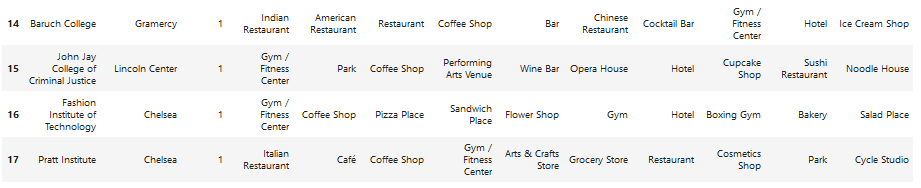 14 Baruch College Gramercy 1 Indian Restaurant American Restaurant Restaurant Coffee Shop Bar Chinese Restaurant Cocktail Bar Gym / Fitness Center Hotel Ice Cream Shop
15 John Jay College of Criminal Justice Lincoln Center 1 Gym / Fitness Center Park Coffee Shop Performing Arts Venue Wine Bar Opera House Hotel Cupcake Shop Sushi Restaurant Noodle House
16 Fashion Institute of Technology Chelsea 1 Gym / Fitness Center Coffee Shop Pizza Place Sandwich Place Flower Shop Gym Hotel Boxing Gym Bakery Salad Place
17 Pratt Institute Chelsea 1 Italian Restaurant Café Coffee Shop Gym / Fitness Center Arts & Crafts Store Grocery Store Restaurant Cosmetics Shop Park Cycle Studio